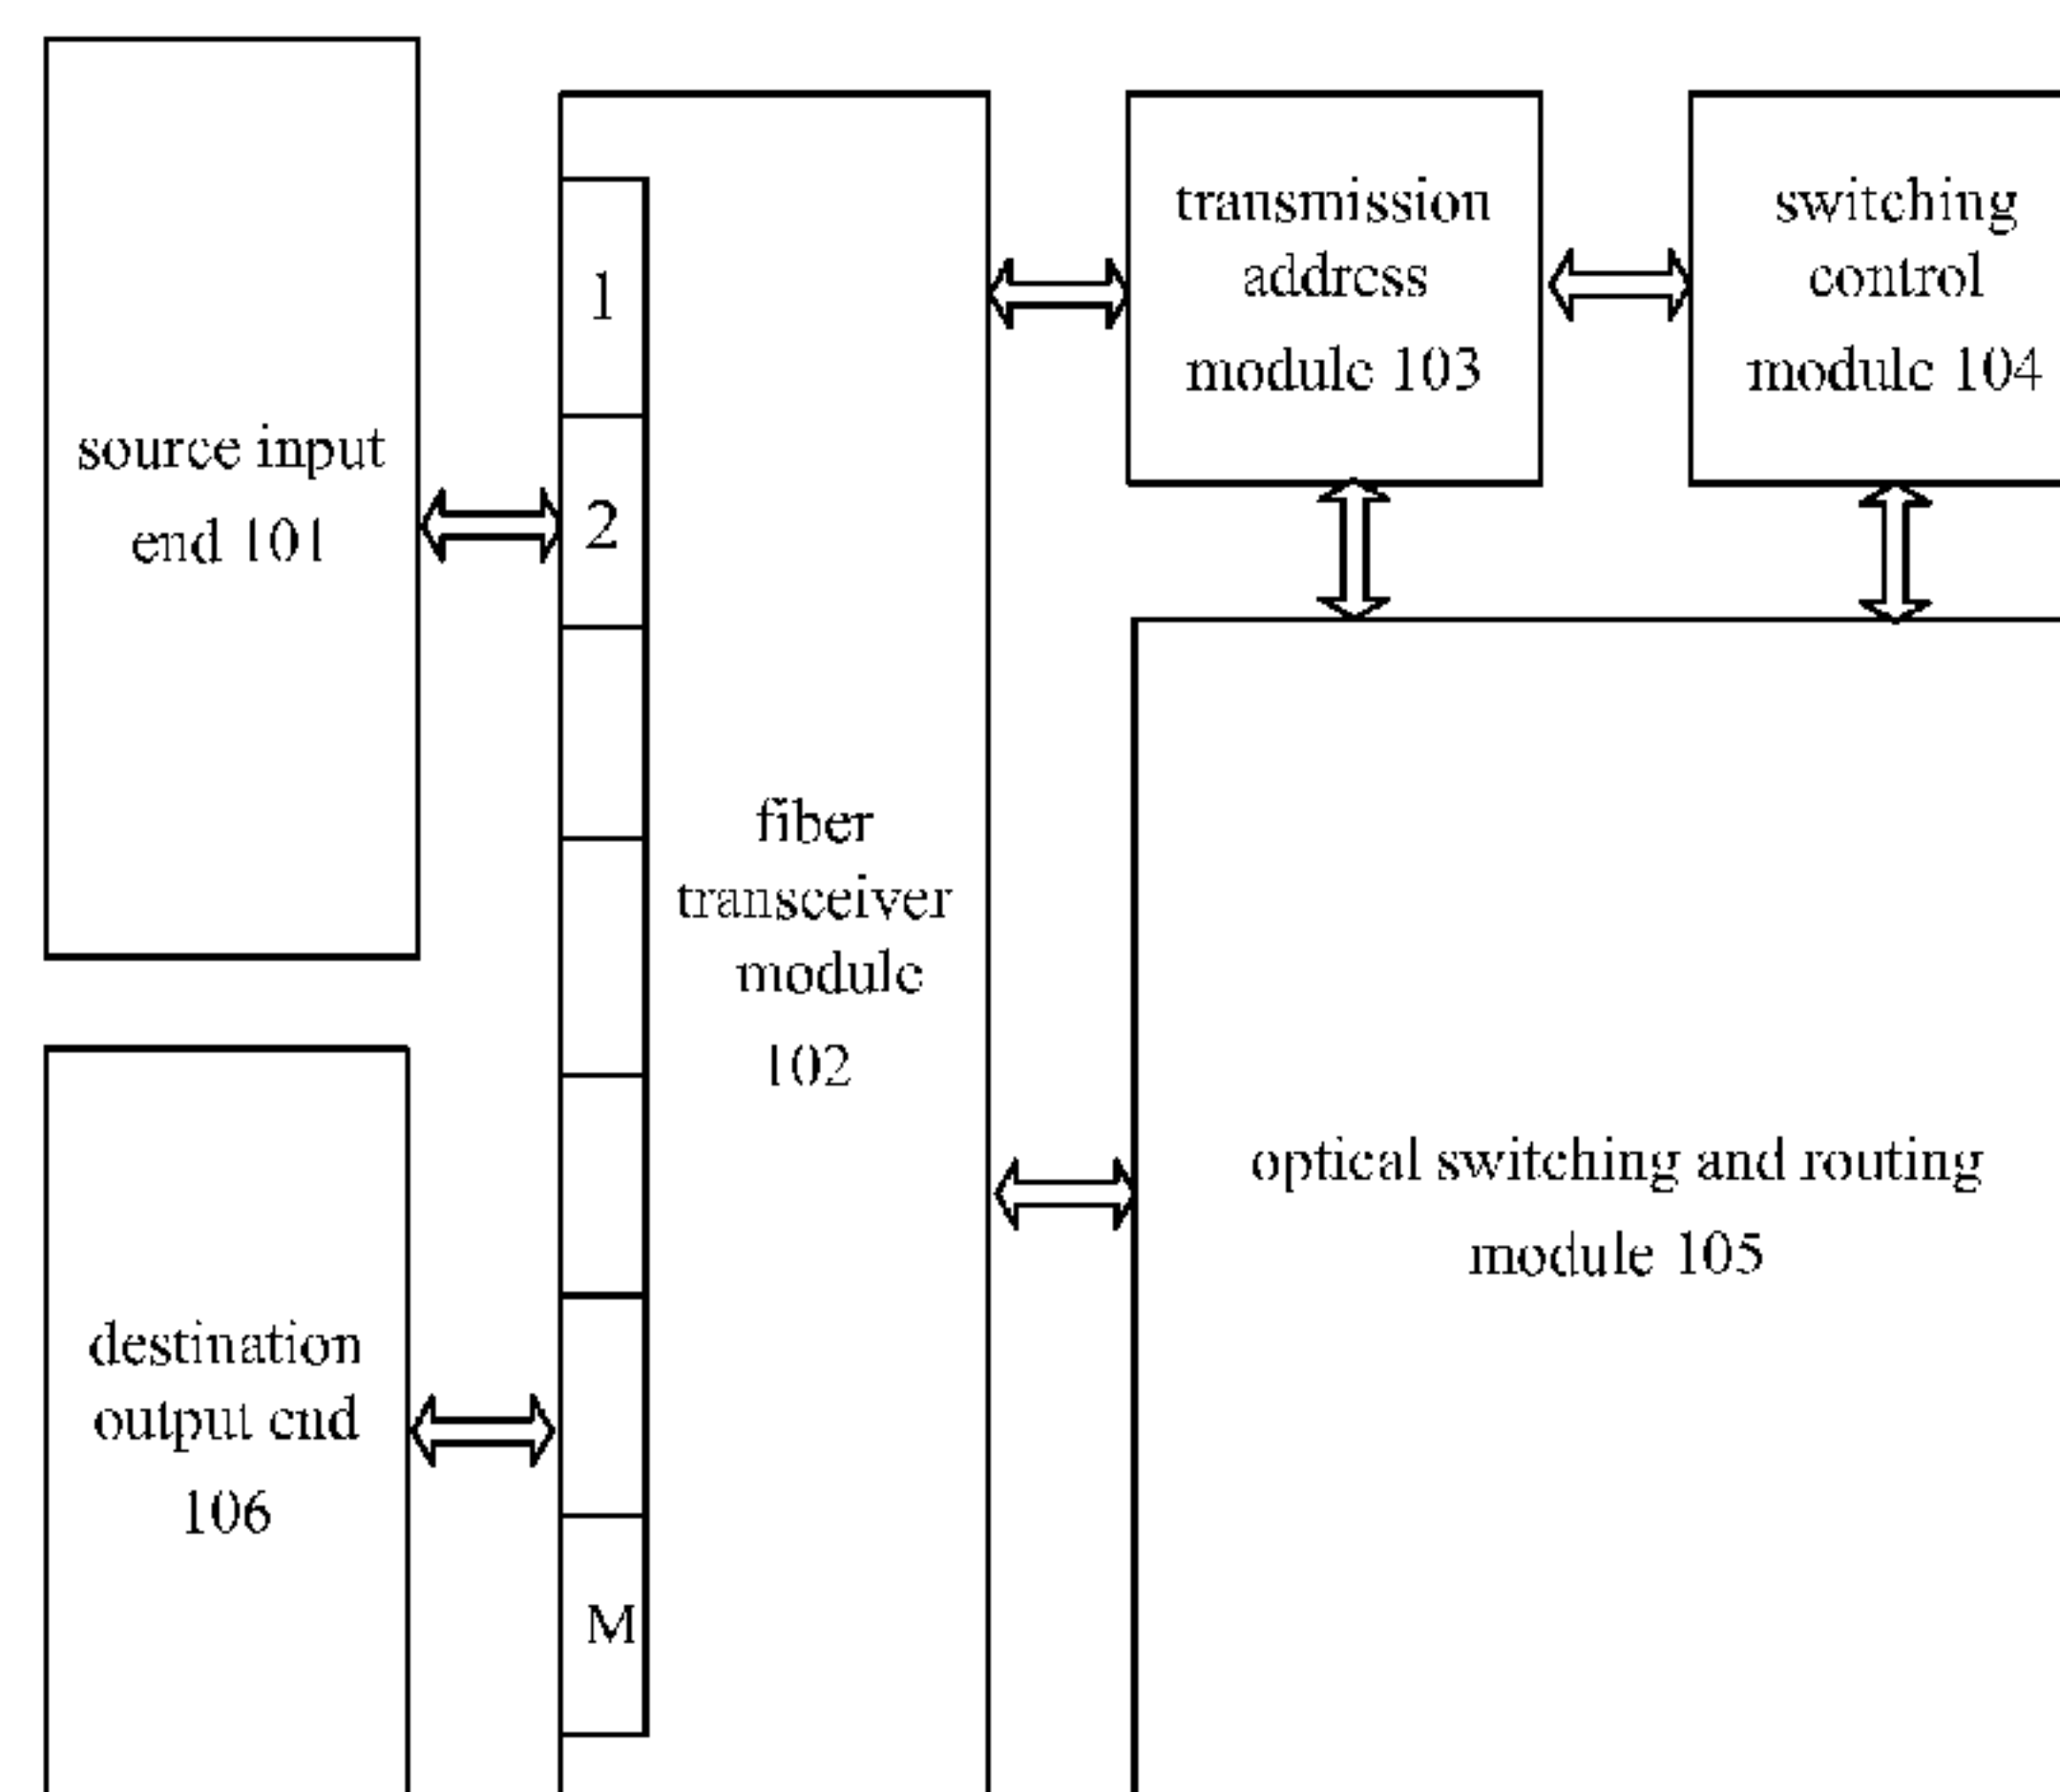 source input
end 101
1
2
M
fiber
transceiver
module
102
transmission
address
module 103
switching
control
module 104
optical switching and routing
module 105
destination
output end
106